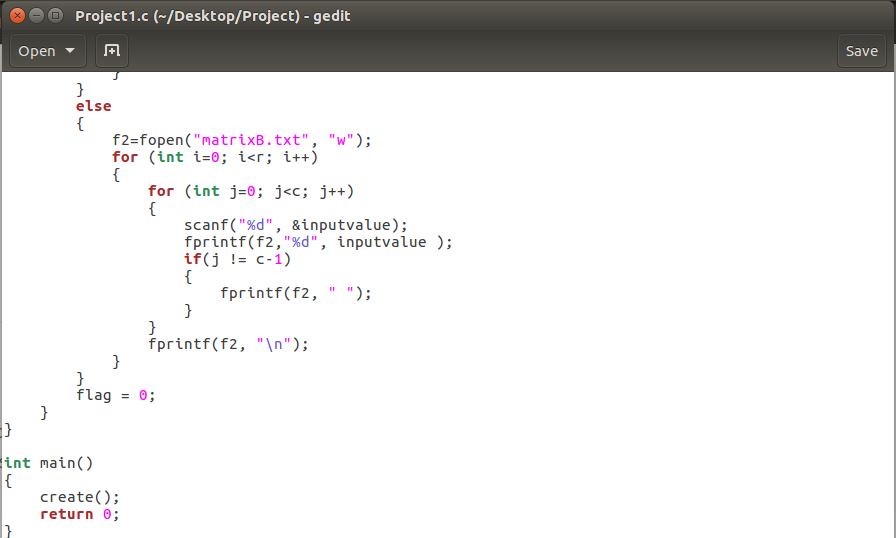 Project1.c (~/Desktop/Project) - gedit
Open Save
}
}
else
{
f2=fopen("matrixB.txt", "w");
for (int i=0; i<r; i++)
{
for (int j=0; j<c; j++)
{
scanf("%d", &inputvalue);
fprintf(f2,"%d", inputvalue );
if(j != c-1)
{
fprintf(f2, " ");
}
}
fprintf(f2, "\n");
}
}
flag = 0;
}
}
int main()
{
create();
return 0;
}